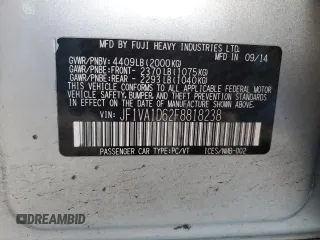 MFD BY FUJI HEAVY INDUSTRIES LTD.
GVWR/PNBV: 4409LB(2000KG) 09/14
GAWR/PNBE:FRONT- 2370LB(1075KG)
GAWR/PNBE:REAR - 2293LB(1040KG)
THIS VEHICLE CONFORMS TO ALL APPLICABLE FEDERAL MOTOR VEHICLE SAFETY, BUMPER, AND THEFT PREVENTION STANDARDS IN EFFECT ON THE DATE OF MANUFACTURE SHOWN ABOVE.
VIN: JF1VA1D62F8818238
PASSENGER CAR TYPE:PC/VT ICES/NMB-002
DREAMBID